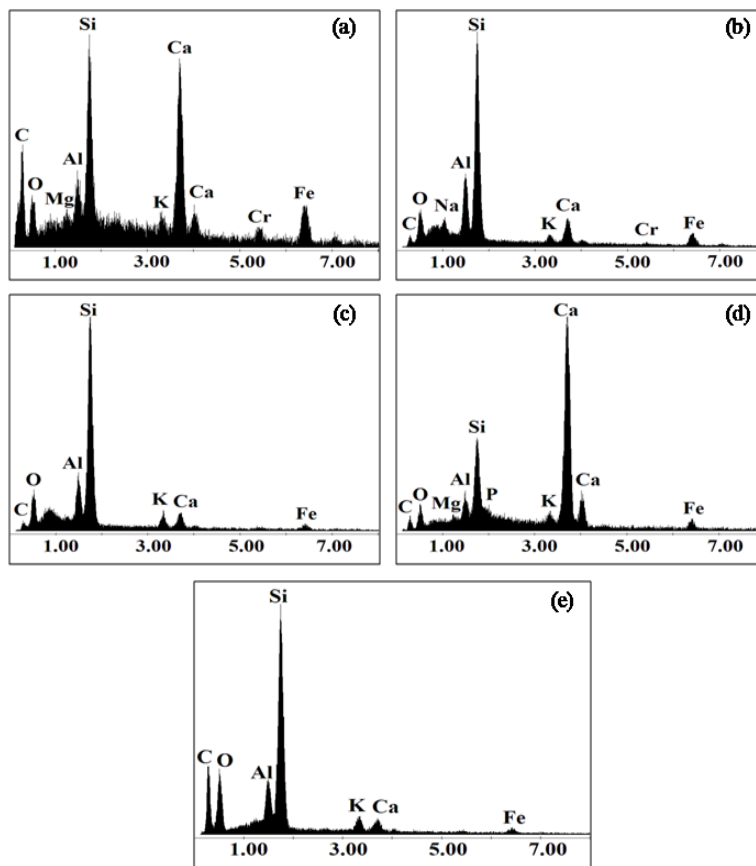 (a)
Si
Ca
C
Al
O
Mg
K
Ca
Cr
Fe
1.00 3.00 5.00 7.00
(b)
Si
Al
O
Na
C
Ca
K
Cr
Fe
1.00 3.00 5.00 7.00
(c)
Si
Al
O
C
K
Ca
Fe
1.00 3.00 5.00 7.00
(d)
Ca
Si
Al
P
O
C
Mg
K
Ca
Fe
1.00 3.00 5.00 7.00
(e)
Si
C
O
Al
K
Ca
Fe
1.00 3.00 5.00 7.00